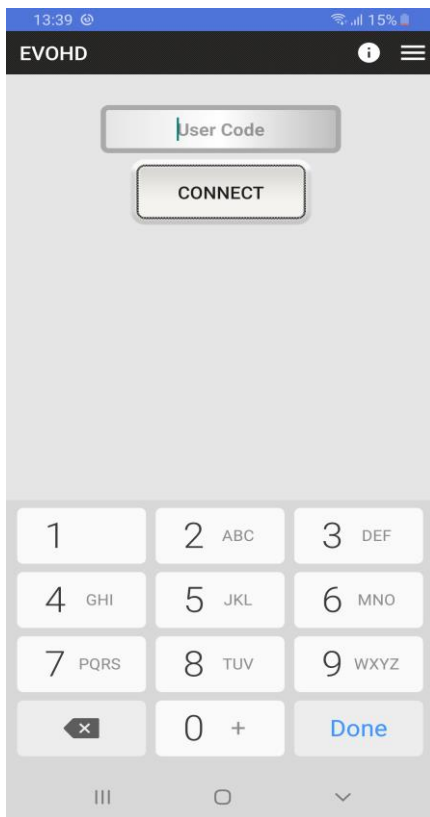 13:39 15%
EVOHD
User Code
CONNECT
1 2 ABC 3 DEF
4 GHI 5 JKL 6 MNO
7 PQRS 8 TUV 9 WXYZ
0 + Done